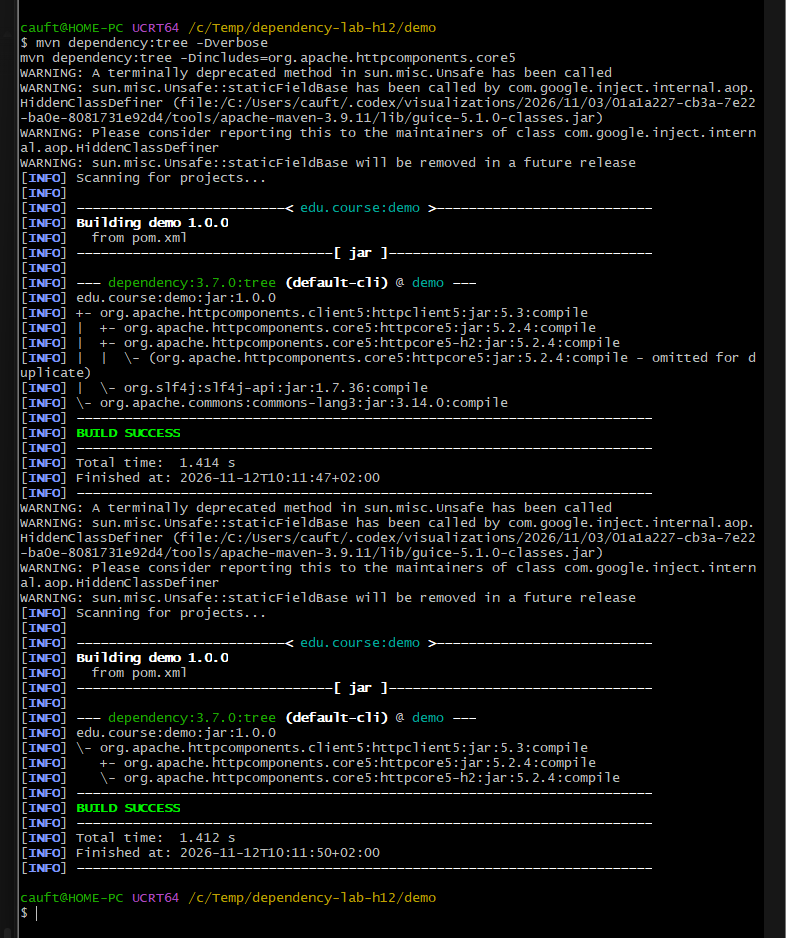 cauft@HOME-PC UCRT64 /c/Temp/dependency-lab-h12/demo
$ mvn dependency:tree -Dverbose
mvn dependency:tree -Dincludes=org.apache.httpcomponents.core5
WARNING: A terminally deprecated method in sun.misc.Unsafe has been called
WARNING: sun.misc.Unsafe::staticFieldBase has been called by com.google.inject.internal.aop.
HiddenClassDefiner (file:/C:/Users/cauft/.codex/visualizations/2026/11/03/01a1a227-cb3a-7e22
-ba0e-8081731e92d4/tools/apache-maven-3.9.11/lib/guice-5.1.0-classes.jar)
WARNING: Please consider reporting this to the maintainers of class com.google.inject.intern
al.aop.HiddenClassDefiner
WARNING: sun.misc.Unsafe::staticFieldBase will be removed in a future release
[INFO] Scanning for projects...
[INFO]
[INFO] --------------------------< edu.course:demo >---------------------------
[INFO] Building demo 1.0.0
[INFO]   from pom.xml
[INFO] --------------------------------[ jar ]---------------------------------
[INFO]
[INFO] --- dependency:3.7.0:tree (default-cli) @ demo ---
[INFO] edu.course:demo:jar:1.0.0
[INFO] +- org.apache.httpcomponents.client5:httpclient5:jar:5.3:compile
[INFO] |  +- org.apache.httpcomponents.core5:httpcore5:jar:5.2.4:compile
[INFO] |  +- org.apache.httpcomponents.core5:httpcore5-h2:jar:5.2.4:compile
[INFO] |  |  \- (org.apache.httpcomponents.core5:httpcore5:jar:5.2.4:compile - omitted for d
uplicate)
[INFO] |  \- org.slf4j:slf4j-api:jar:1.7.36:compile
[INFO] \- org.apache.commons:commons-lang3:jar:3.14.0:compile
[INFO] ------------------------------------------------------------------------
[INFO] BUILD SUCCESS
[INFO] ------------------------------------------------------------------------
[INFO] Total time:  1.414 s
[INFO] Finished at: 2026-11-12T10:11:47+02:00
[INFO] ------------------------------------------------------------------------
WARNING: A terminally deprecated method in sun.misc.Unsafe has been called
WARNING: sun.misc.Unsafe::staticFieldBase has been called by com.google.inject.internal.aop.
HiddenClassDefiner (file:/C:/Users/cauft/.codex/visualizations/2026/11/03/01a1a227-cb3a-7e22
-ba0e-8081731e92d4/tools/apache-maven-3.9.11/lib/guice-5.1.0-classes.jar)
WARNING: Please consider reporting this to the maintainers of class com.google.inject.intern
al.aop.HiddenClassDefiner
WARNING: sun.misc.Unsafe::staticFieldBase will be removed in a future release
[INFO] Scanning for projects...
[INFO]
[INFO] --------------------------< edu.course:demo >---------------------------
[INFO] Building demo 1.0.0
[INFO]   from pom.xml
[INFO] --------------------------------[ jar ]---------------------------------
[INFO]
[INFO] --- dependency:3.7.0:tree (default-cli) @ demo ---
[INFO] edu.course:demo:jar:1.0.0
[INFO] \- org.apache.httpcomponents.client5:httpclient5:jar:5.3:compile
[INFO]    +- org.apache.httpcomponents.core5:httpcore5:jar:5.2.4:compile
[INFO]    \- org.apache.httpcomponents.core5:httpcore5-h2:jar:5.2.4:compile
[INFO] ------------------------------------------------------------------------
[INFO] BUILD SUCCESS
[INFO] ------------------------------------------------------------------------
[INFO] Total time:  1.412 s
[INFO] Finished at: 2026-11-12T10:11:50+02:00
[INFO] ------------------------------------------------------------------------
cauft@HOME-PC UCRT64 /c/Temp/dependency-lab-h12/demo
$